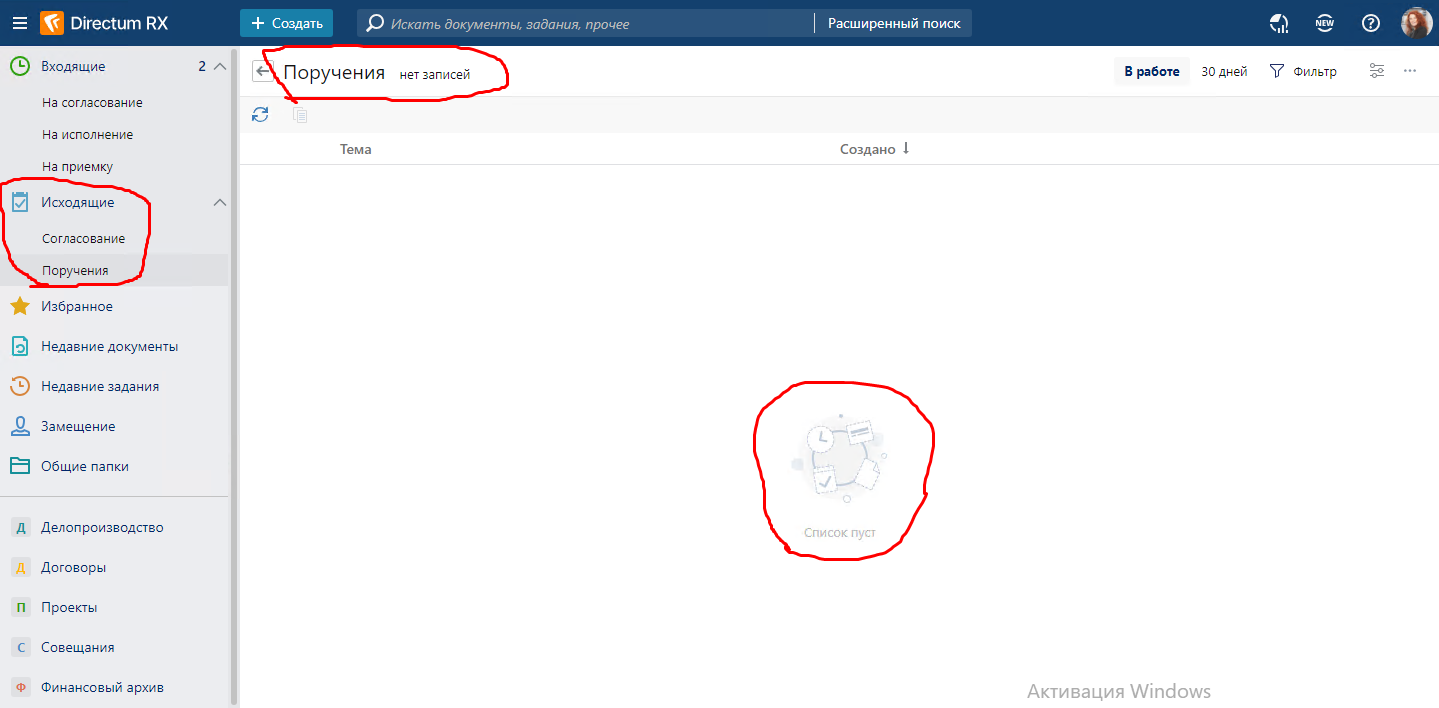 Directum RX
+ Создать
Искать документы, задания, прочее
Расширенный поиск
NEW
Входящие 2
На согласование
На исполнение
На приемку
Исходящие
Согласование
Поручения
Избранное
Недавние документы
Недавние задания
Замещение
Общие папки
Д Делопроизводство
Д Договоры
П Проекты
С Совещания
Ф Финансовый архив
Поручения нет записей
В работе 30 дней Фильтр
Тема Создано
Список пуст
Активация Windows